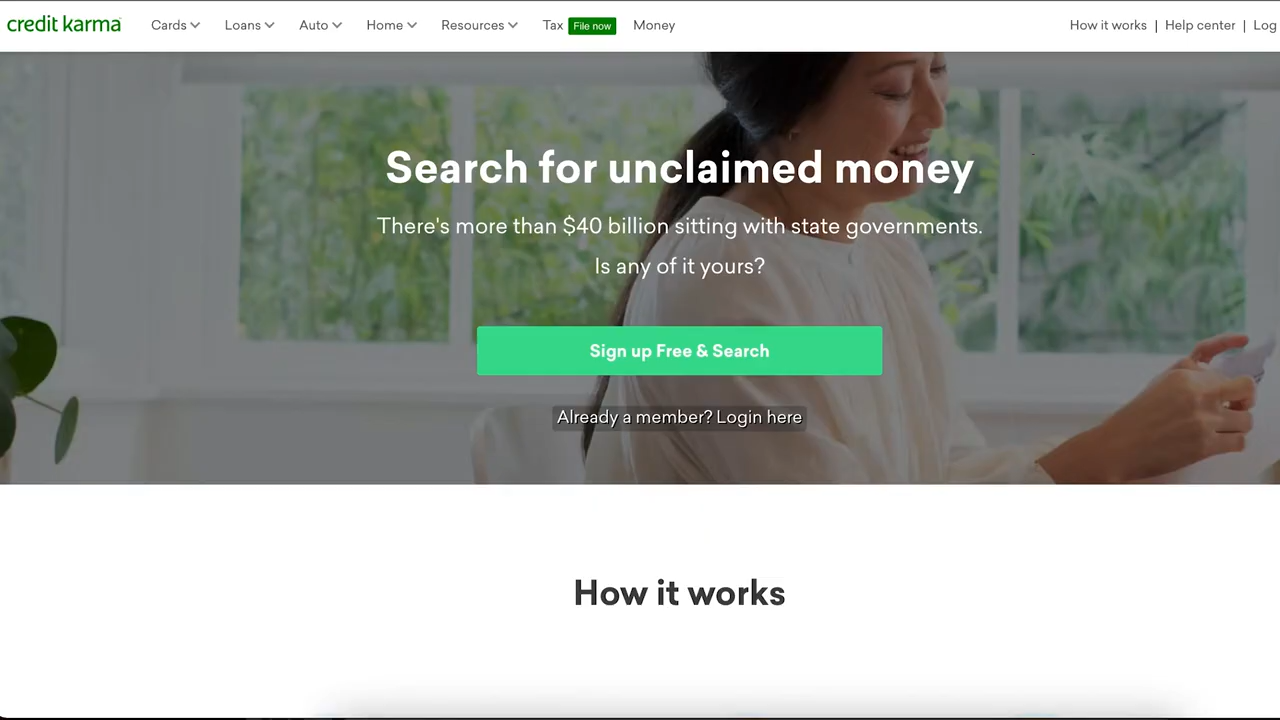 credit karma
Cards
Loans
Auto
Home
Resources
Tax
File now
Money
How it works | Help center | Log
Search for unclaimed money
There's more than $40 billion sitting with state governments.
Is any of it yours?
Sign up Free & Search
Already a member? Login here
How it works